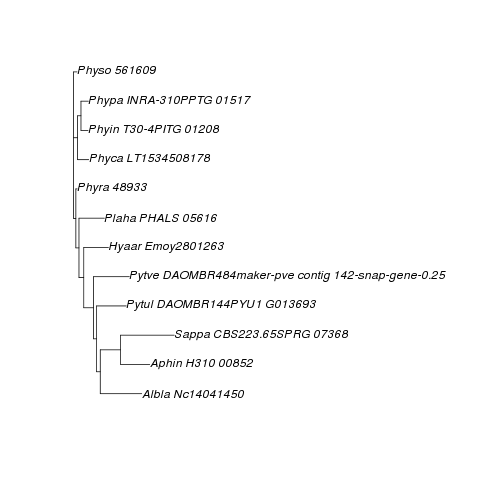 Physo 561609
Phypa INRA-310PPTG 01517
Phyin T30-4PITG 01208
Phyca LT1534508178
Phyra 48933
Plaha PHALS 05616
Hyaar Emoy2801263
Pytve DAOMBR484maker-pve contig 142-snap-gene-0.25
Pytul DAOMBR144PYU1 G013693
Sappa CBS223.65SPRG 07368
Aphin H310 00852
Albla Nc14041450